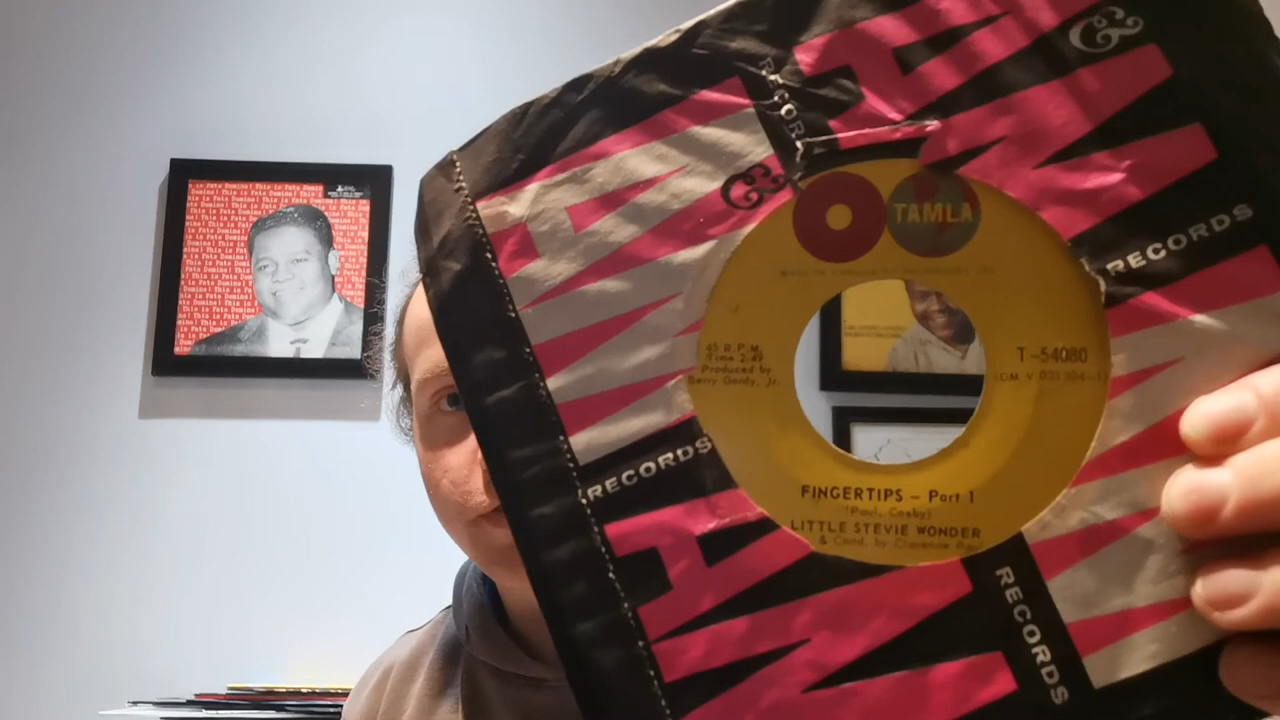 This is Fats Domino!
RECORDS
&
A&M
RECORDS
RECORDS
RECORDS
TAMLA
45 R.P.M.
Time 2:49
Produced by
Berry Gordy, Jr.
T-54080
FINGERTIPS – Part 1
(Paul, Cosby)
LITTLE STEVIE WONDER
& Cond. by Clarence Paul